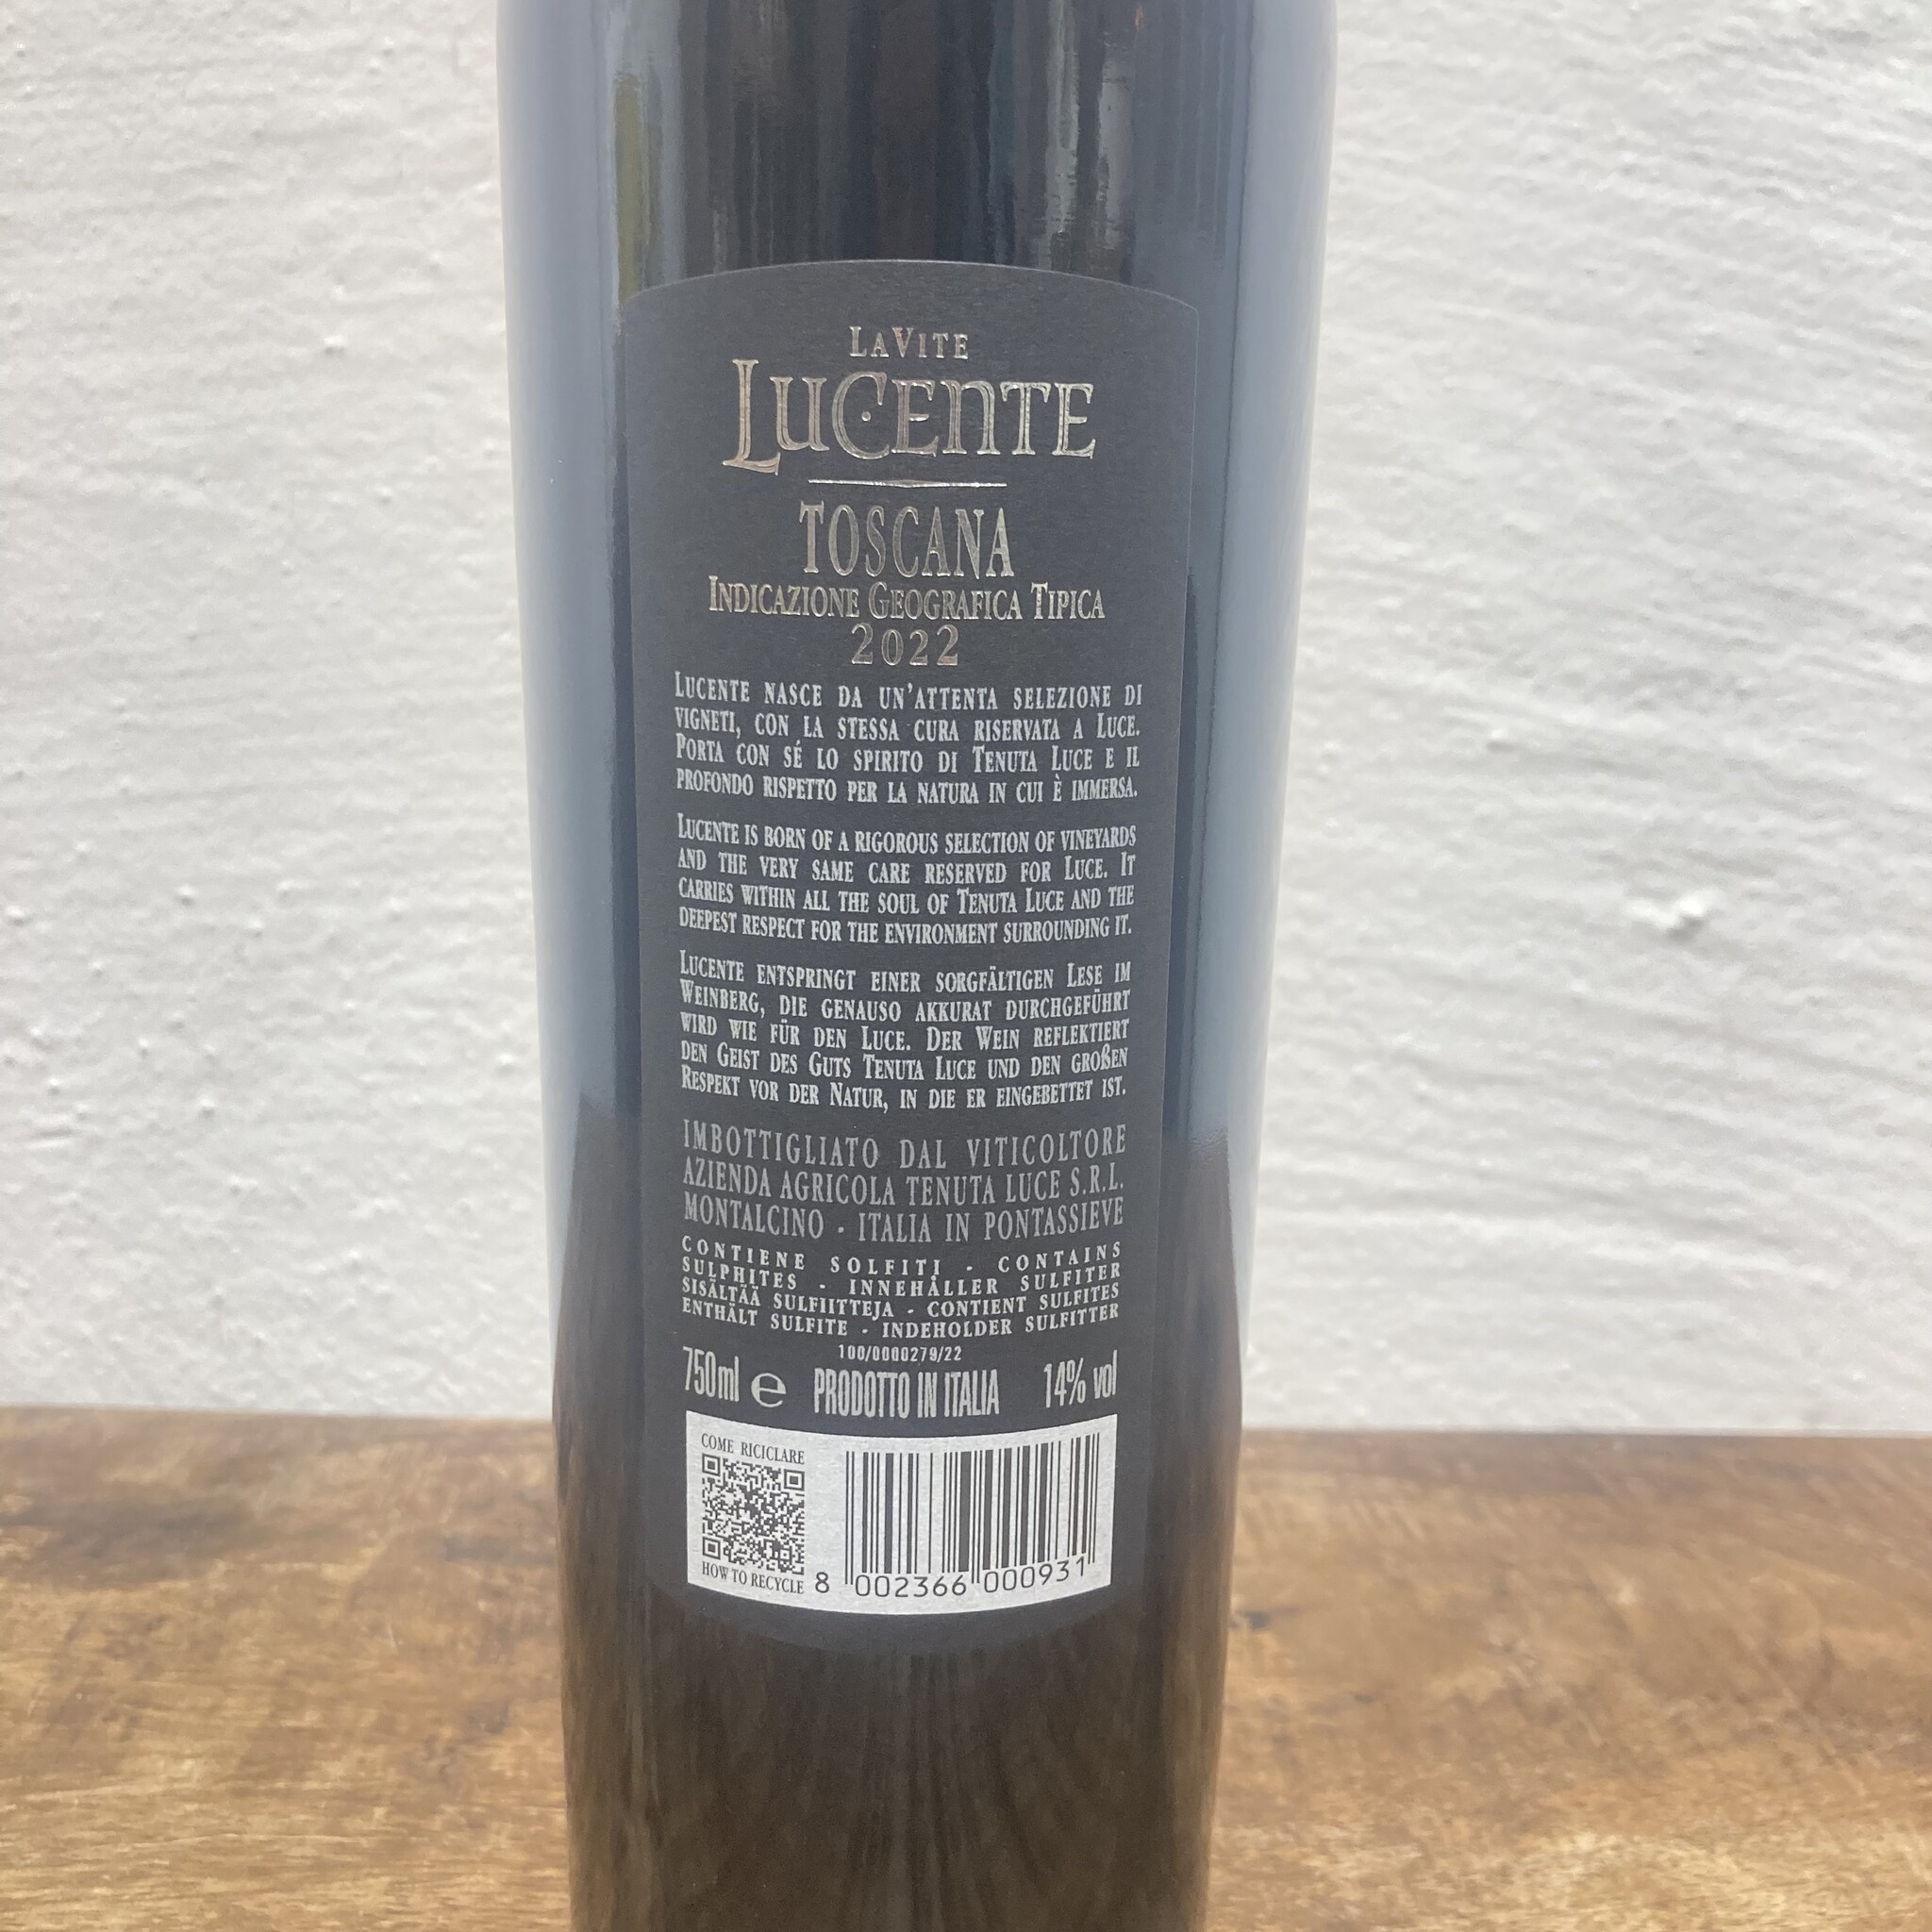 LAVITE
LUCENTE
TOSCANA
INDICAZIONE GEOGRAFICA TIPICA
2022
LUCENTE NASCE DA UN'ATTENTA SELEZIONE DI
VIGNETI, CON LA STESSA CURA RISERVATA A LUCE.
PORTA CON SÉ LO SPIRITO DI TENUTA LUCE E IL
PROFONDO RISPETTO PER LA NATURA IN CUI È IMMERSA.
LUCENTE IS BORN OF A RIGOROUS SELECTION OF VINEYARDS
AND THE VERY SAME CARE RESERVED FOR LUCE. IT
CARRIES WITHIN ALL THE SOUL OF TENUTA LUCE AND THE
DEEPEST RESPECT FOR THE ENVIRONMENT SURROUNDING IT.
LUCENTE ENTSPRINGT EINER SORGFÄLTIGEN LESE IM
WEINBERG, DIE GENAUSO AKKURAT DURCHGEFÜHRT
WIRD WIE FÜR DEN LUCE. DER WEIN REFLEKTIERT
DEN GEIST DES GUTS TENUTA LUCE UND DEN GROßEN
RESPEKT VOR DER NATUR, IN DIE ER EINGEBETTET IST.
IMBOTTIGLIATO DAL VITICOLTORE
AZIENDA AGRICOLA TENUTA LUCE S.R.L.
MONTALCINO - ITALIA IN PONTASSIEVE
CONTIENE SOLFITI - CONTAINS
SULPHITES - INNEHÅLLER SULFITER
SISÄLTÄÄ SULFIITTEJA - CONTIENT SULFITES
ENTHÄLT SULFITE - INDEHOLDER SULFITTER
100/0000279/22
750ml e PRODOTTO IN ITALIA 14% vol
COME RICICLARE
HOW TO RECYCLE
8 002366 000931